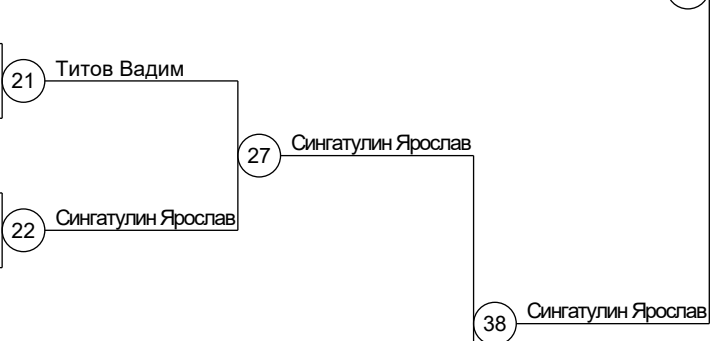 21 Титов Вадим
27 Сингатулин Ярослав
22 Сингатулин Ярослав
38 Сингатулин Ярослав